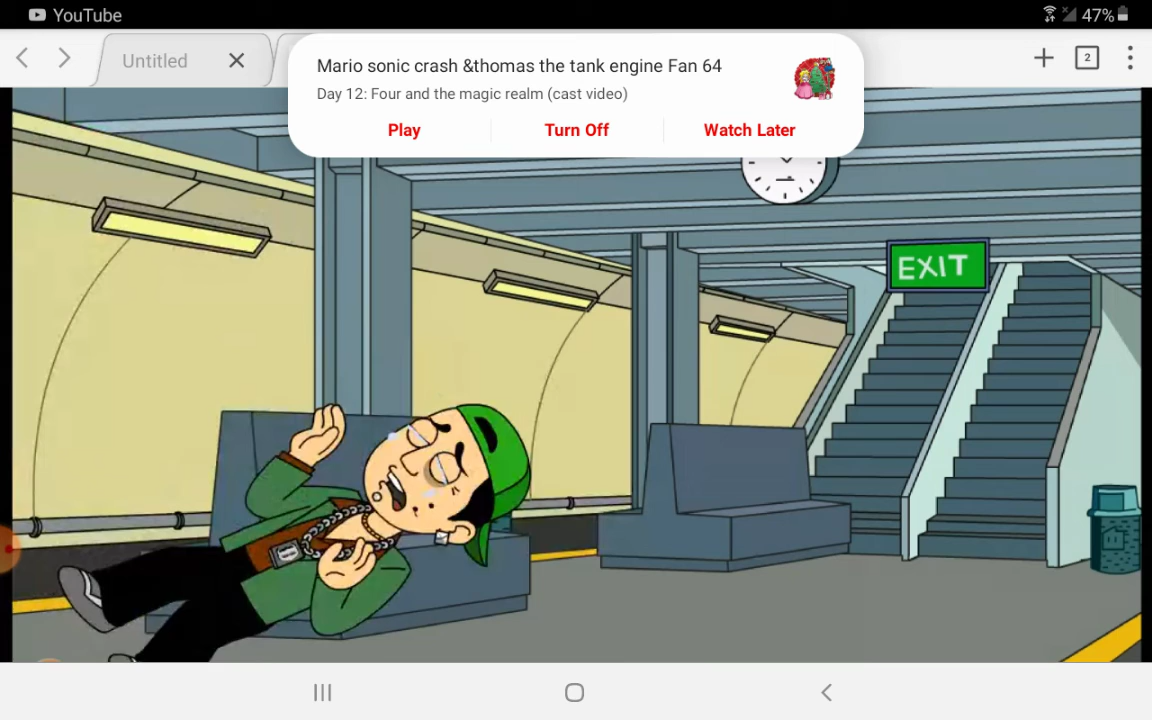 YouTube
47%
Untitled
2
Mario sonic crash &thomas the tank engine Fan 64
Day 12: Four and the magic realm (cast video)
Play
Turn Off
Watch Later
EXIT